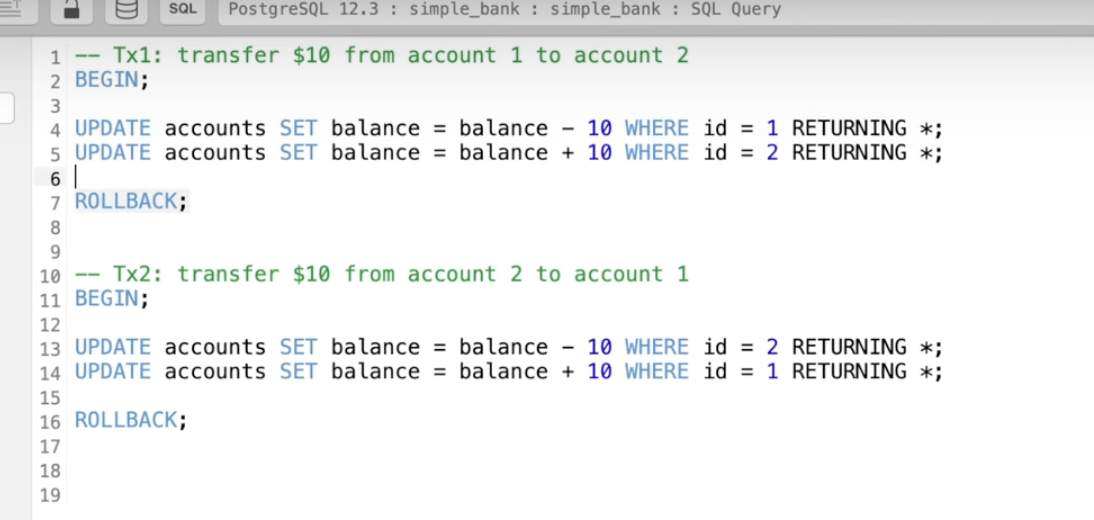 SQL PostgreSQL 12.3 : simple_bank : simple_bank : SQL Query
1 -- Tx1: transfer $10 from account 1 to account 2
2 BEGIN;
3
4 UPDATE accounts SET balance = balance - 10 WHERE id = 1 RETURNING *;
5 UPDATE accounts SET balance = balance + 10 WHERE id = 2 RETURNING *;
6
7 ROLLBACK;
8
9
10 -- Tx2: transfer $10 from account 2 to account 1
11 BEGIN;
12
13 UPDATE accounts SET balance = balance - 10 WHERE id = 2 RETURNING *;
14 UPDATE accounts SET balance = balance + 10 WHERE id = 1 RETURNING *;
15
16 ROLLBACK;
17
18
19